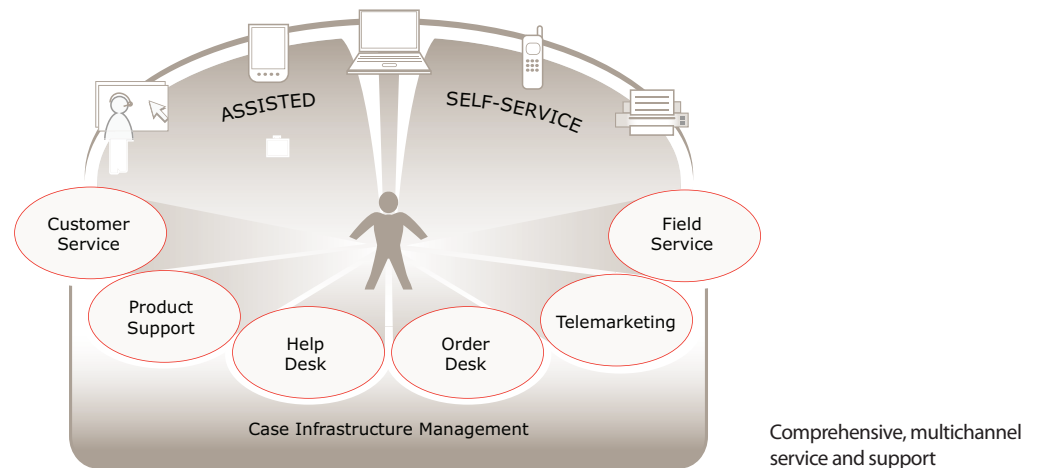 ASSISTED
SELF-SERVICE
Customer
Service
Field
Service
Product
Support
Telemarketing
Help
Desk
Order
Desk
Case Infrastructure Management
Comprehensive, multichannel
service and support